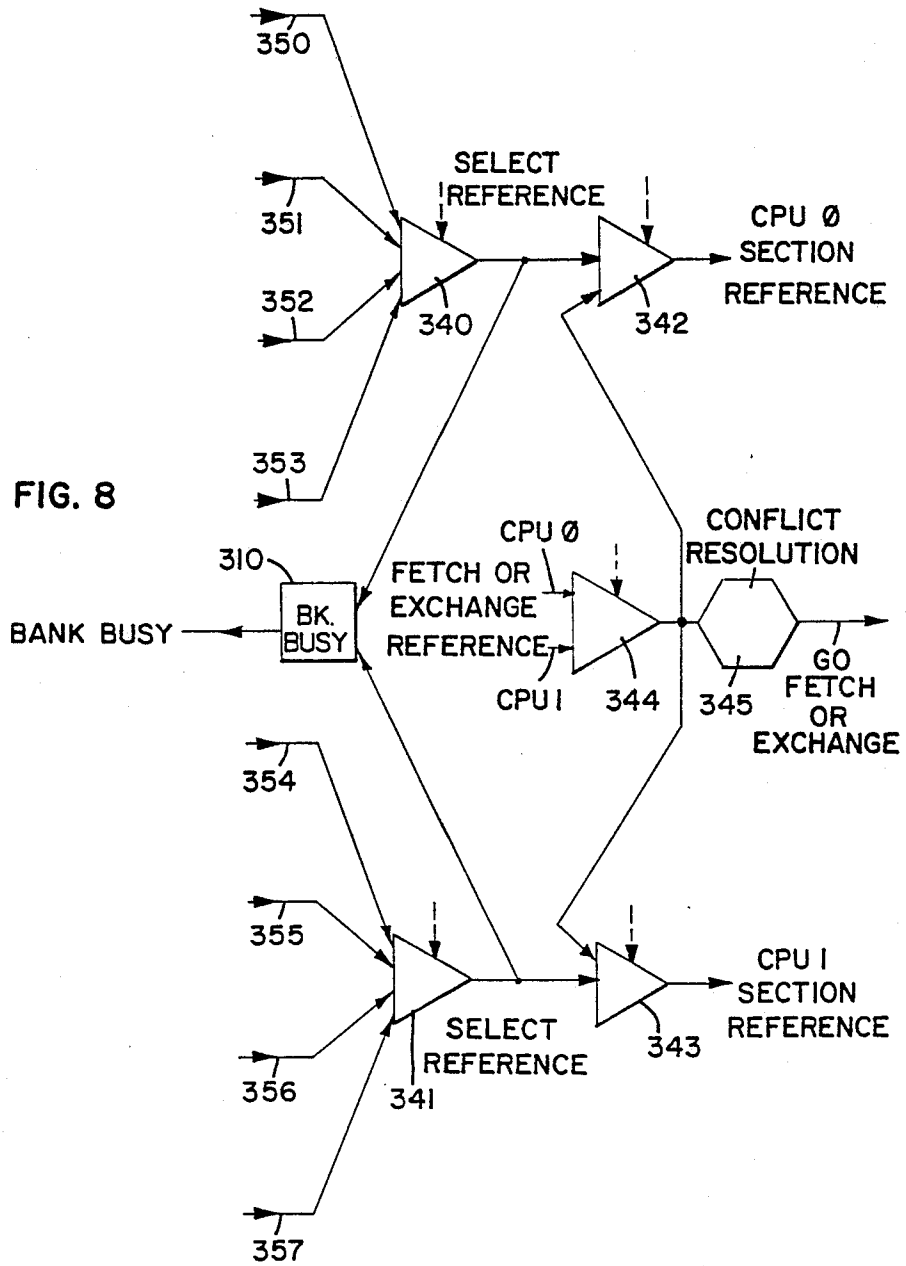 350
SELECT
REFERENCE
351
CPU Ø
SECTION
REFERENCE
352
340
342
353
FIG. 8
CONFLICT
RESOLUTION
CPU Ø
310
FETCH OR
EXCHANGE
REFERENCE
BK.
BUSY
BANK BUSY
CPU I
344
345
GO
FETCH
OR
EXCHANGE
354
355
CPU I
SECTION
REFERENCE
SELECT
REFERENCE
343
356
341
357